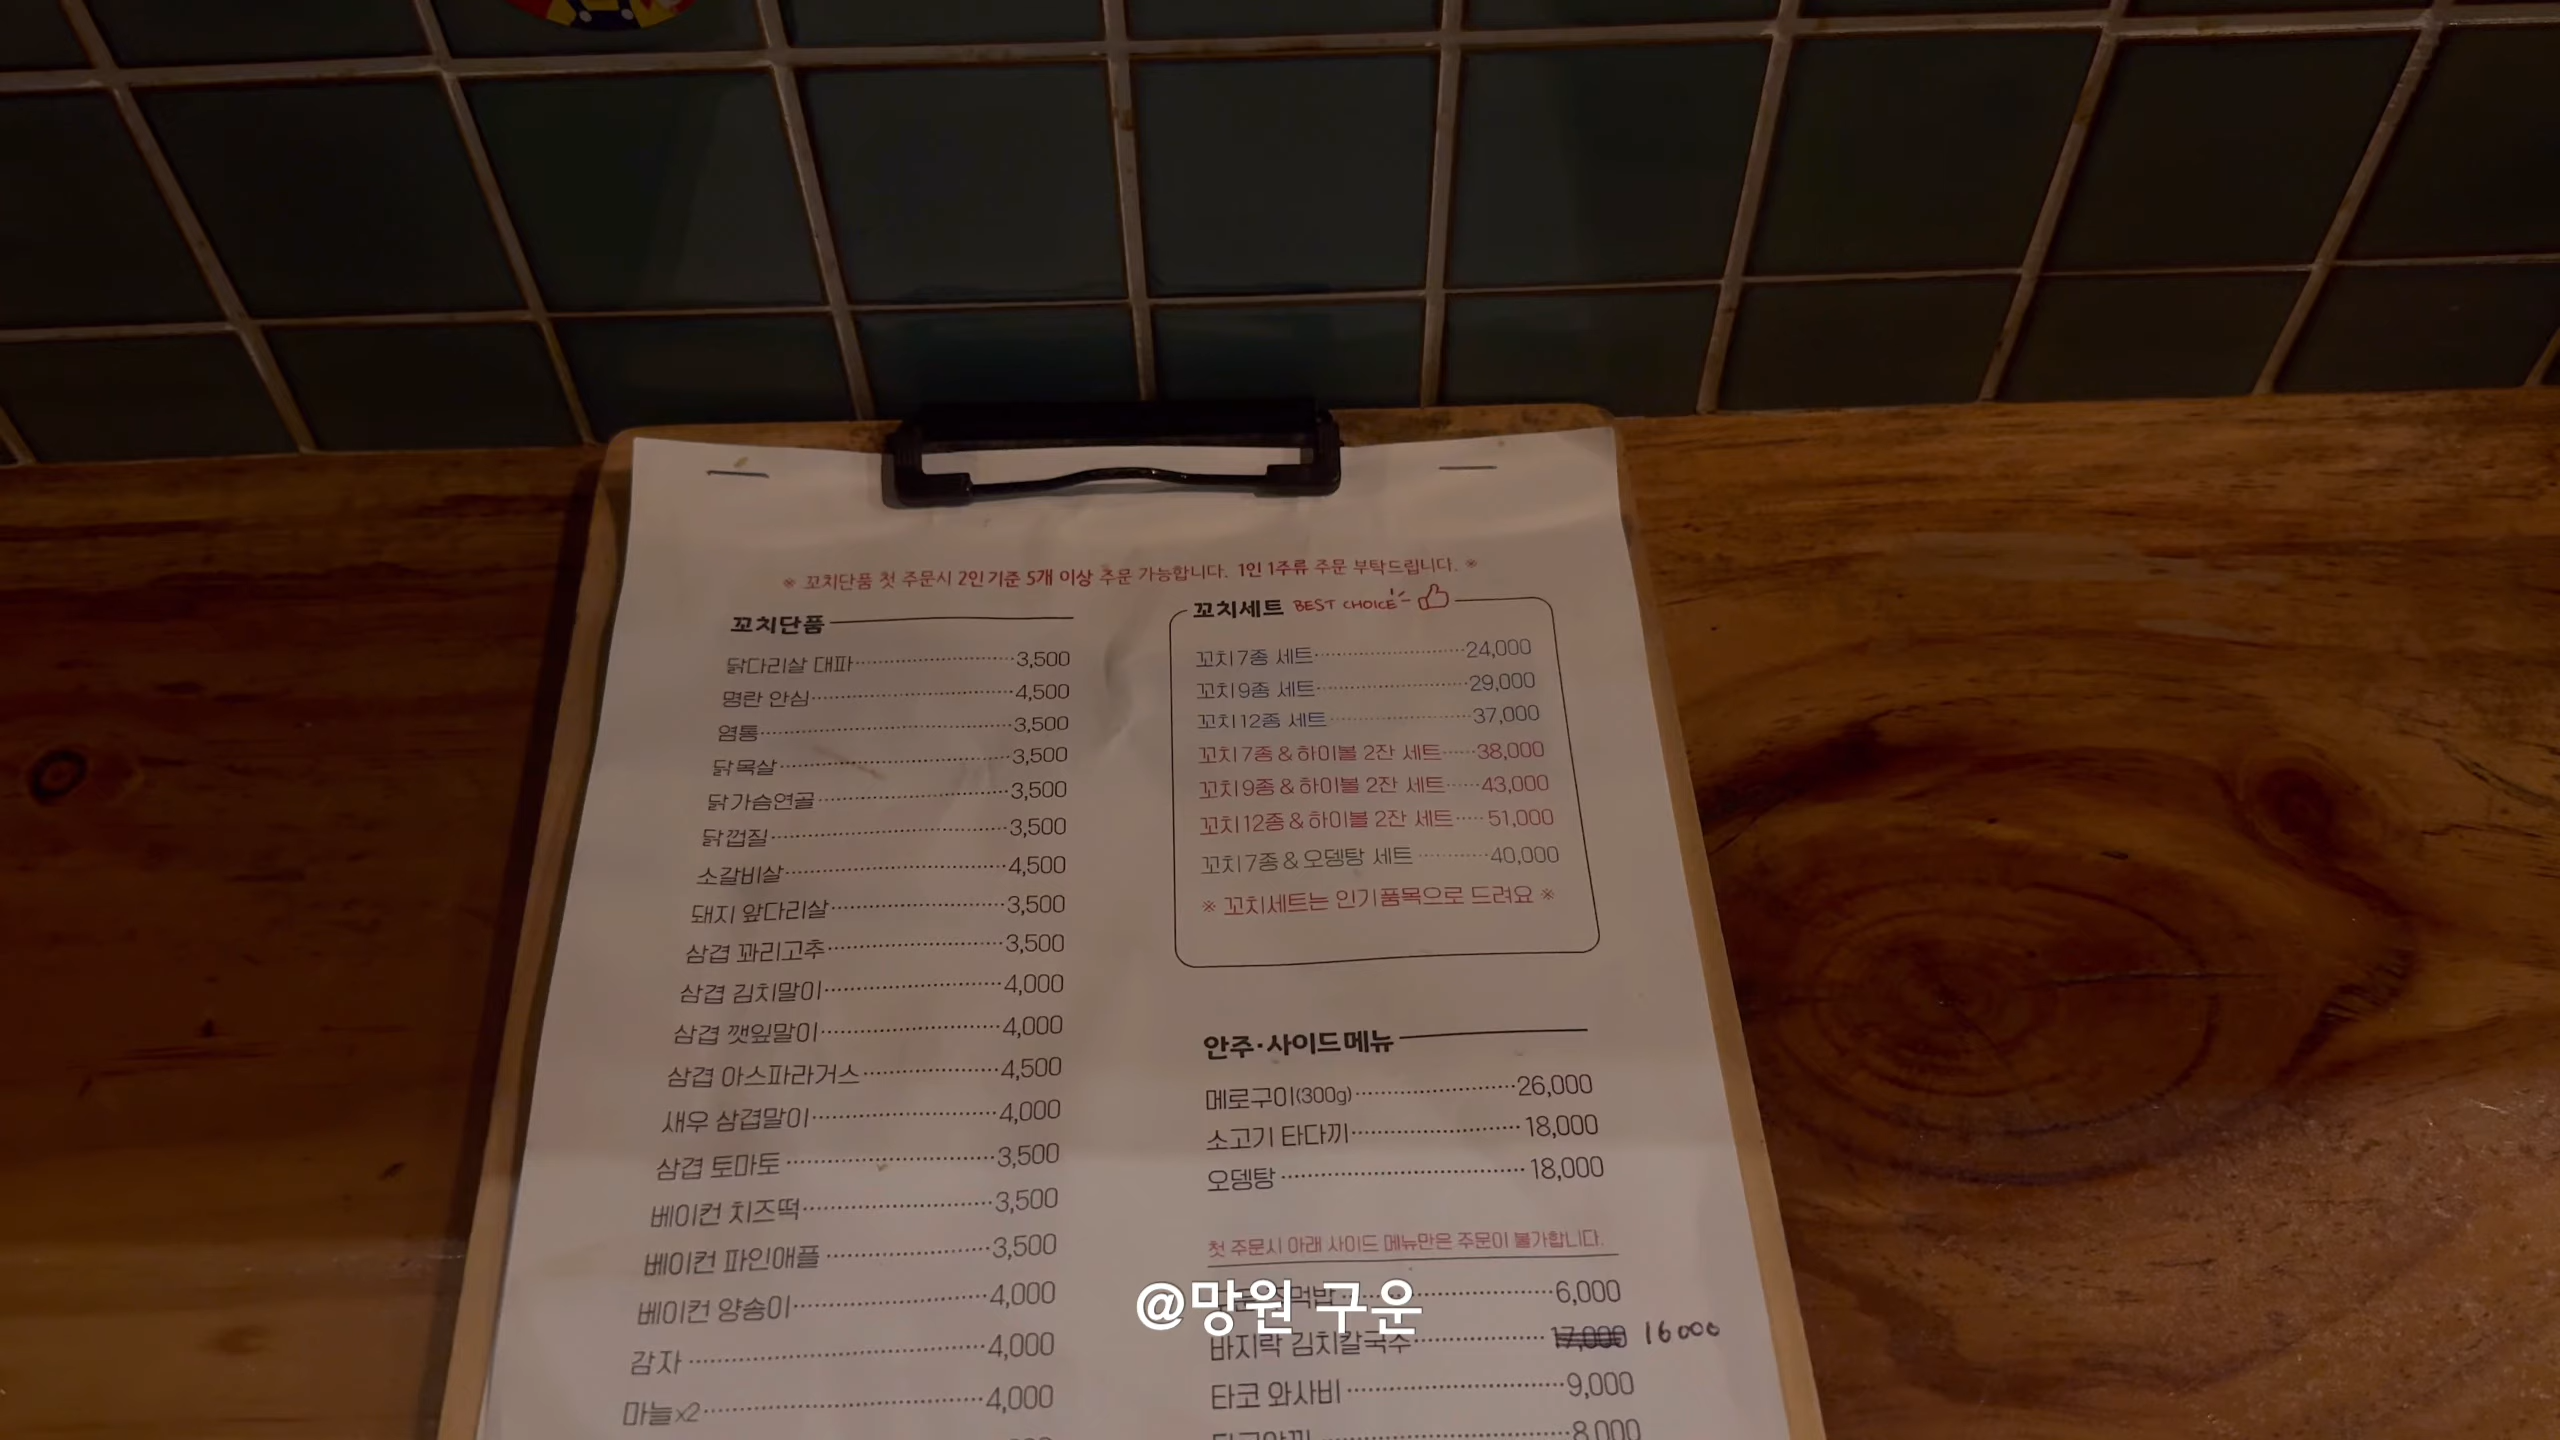 ※ 꼬치단품 첫 주문시 2인 기준 5개 이상 주문 가능합니다. 1인 1주류 주문 부탁드립니다. ※
꼬치단품
닭다리살 대파 3,500
명란 안심 4,500
염통 3,500
닭목살 3,500
닭가슴연골 3,500
닭껍질 3,500
소갈비살 4,500
돼지 앞다리살 3,500
삼겹 꽈리고추 3,500
삼겹 김치말이 4,000
삼겹 깻잎말이 4,000
삼겹 아스파라거스 4,500
새우 삼겹말이 4,000
삼겹 토마토 3,500
베이컨 치즈떡 3,500
베이컨 파인애플 3,500
베이컨 양송이 4,000
감자 4,000
마늘x2 4,000
꼬치세트 BEST CHOICE
꼬치7종 세트 24,000
꼬치9종 세트 29,000
꼬치12종 세트 37,000
꼬치7종&하이볼 2잔 세트 38,000
꼬치9종&하이볼 2잔 세트 43,000
꼬치12종&하이볼 2잔 세트 51,000
꼬치7종&오뎅탕 세트 40,000
※ 꼬치세트는 인기품목으로 드려요 ※
안주·사이드메뉴
메로구이(300g) 26,000
소고기 타다끼 18,000
오뎅탕 18,000
첫 주문시 아래 사이드 메뉴만은 주문이 불가합니다.
6,000
바지락 김치칼국수 17,000 16000
타코 와사비 9,000
8,000
@망원 구운